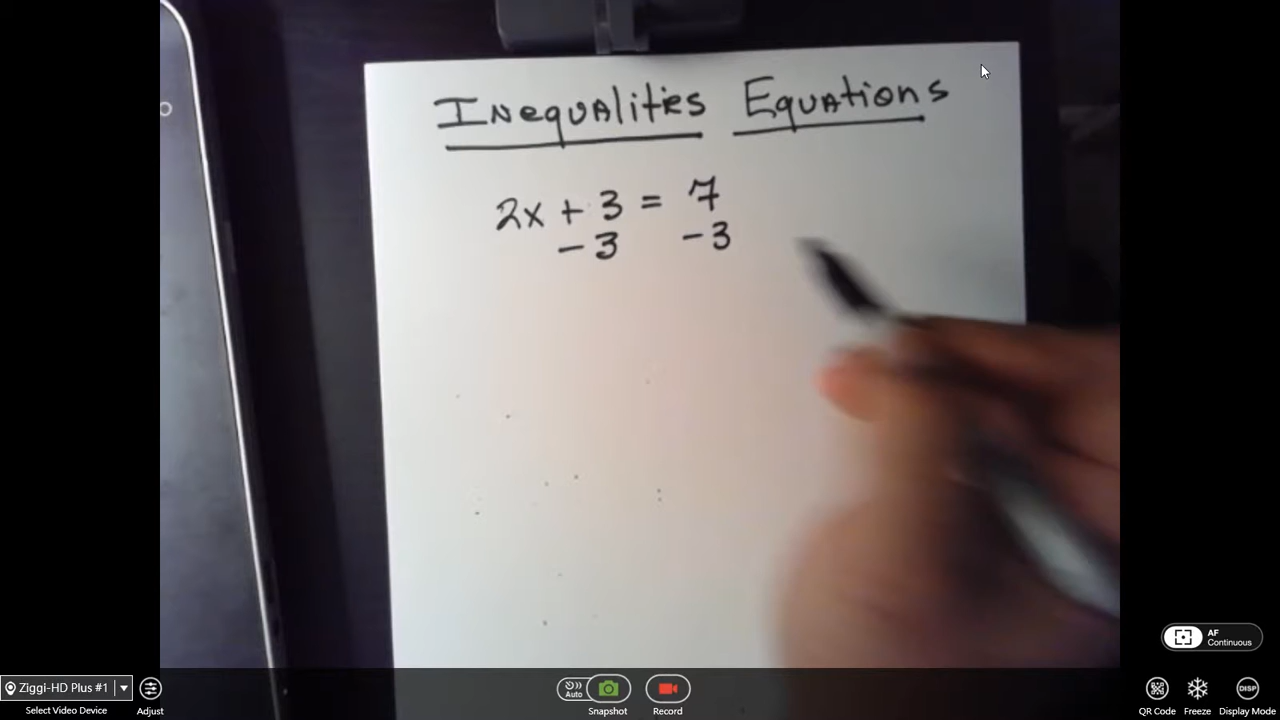 Inequalities Equations
2x + 3 = 7
- 3 - 3
AF
Continuous
Ziggi-HD Plus #1
Select Video Device
Adjust
Auto
Snapshot
Record
QR Code
Freeze
DISP
Display Mode